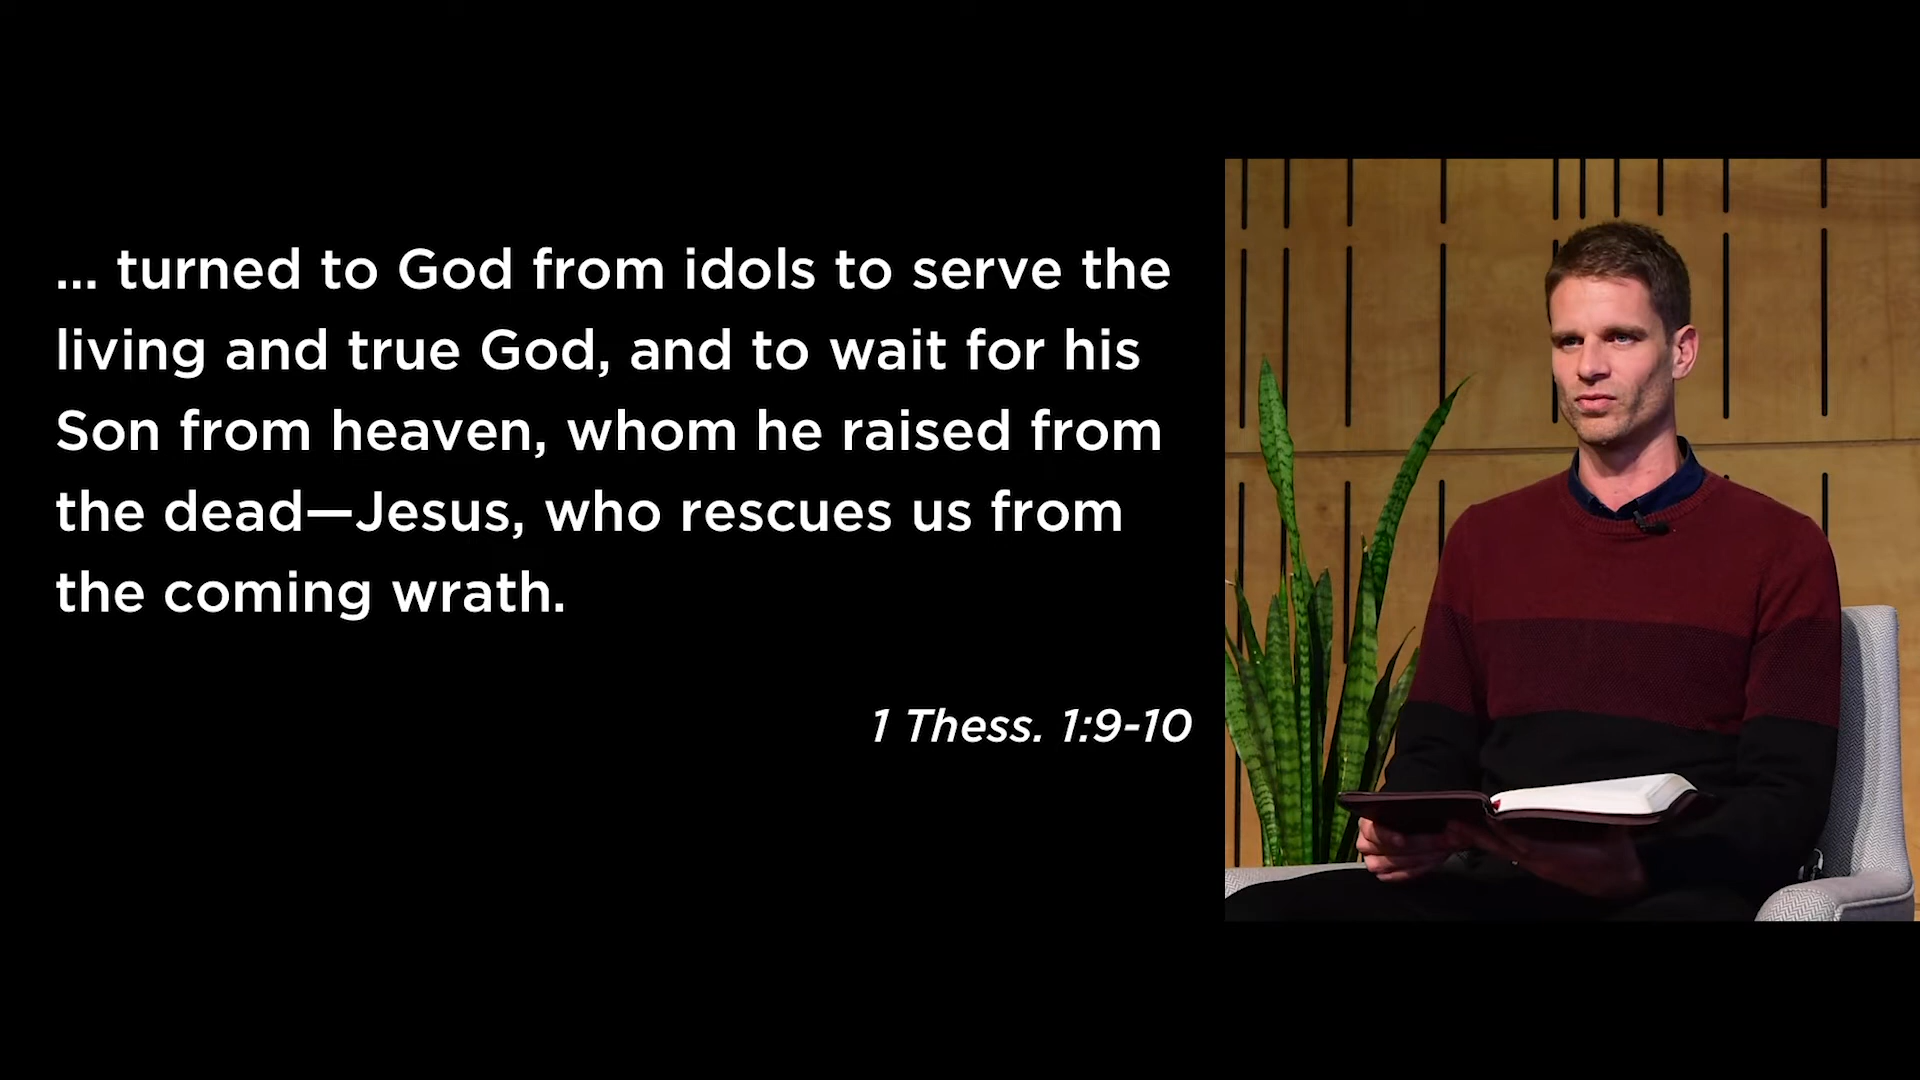 ... turned to God from idols to serve the
living and true God, and to wait for his
Son from heaven, whom he raised from
the dead—Jesus, who rescues us from
the coming wrath.
1 Thess. 1:9-10